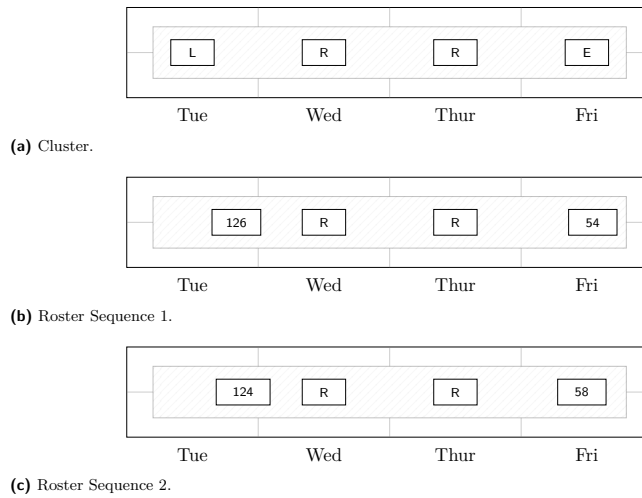 L R R E
Tue Wed Thur Fri
(a) Cluster.
126 R R 54
Tue Wed Thur Fri
(b) Roster Sequence 1.
124 R R 58
Tue Wed Thur Fri
(c) Roster Sequence 2.